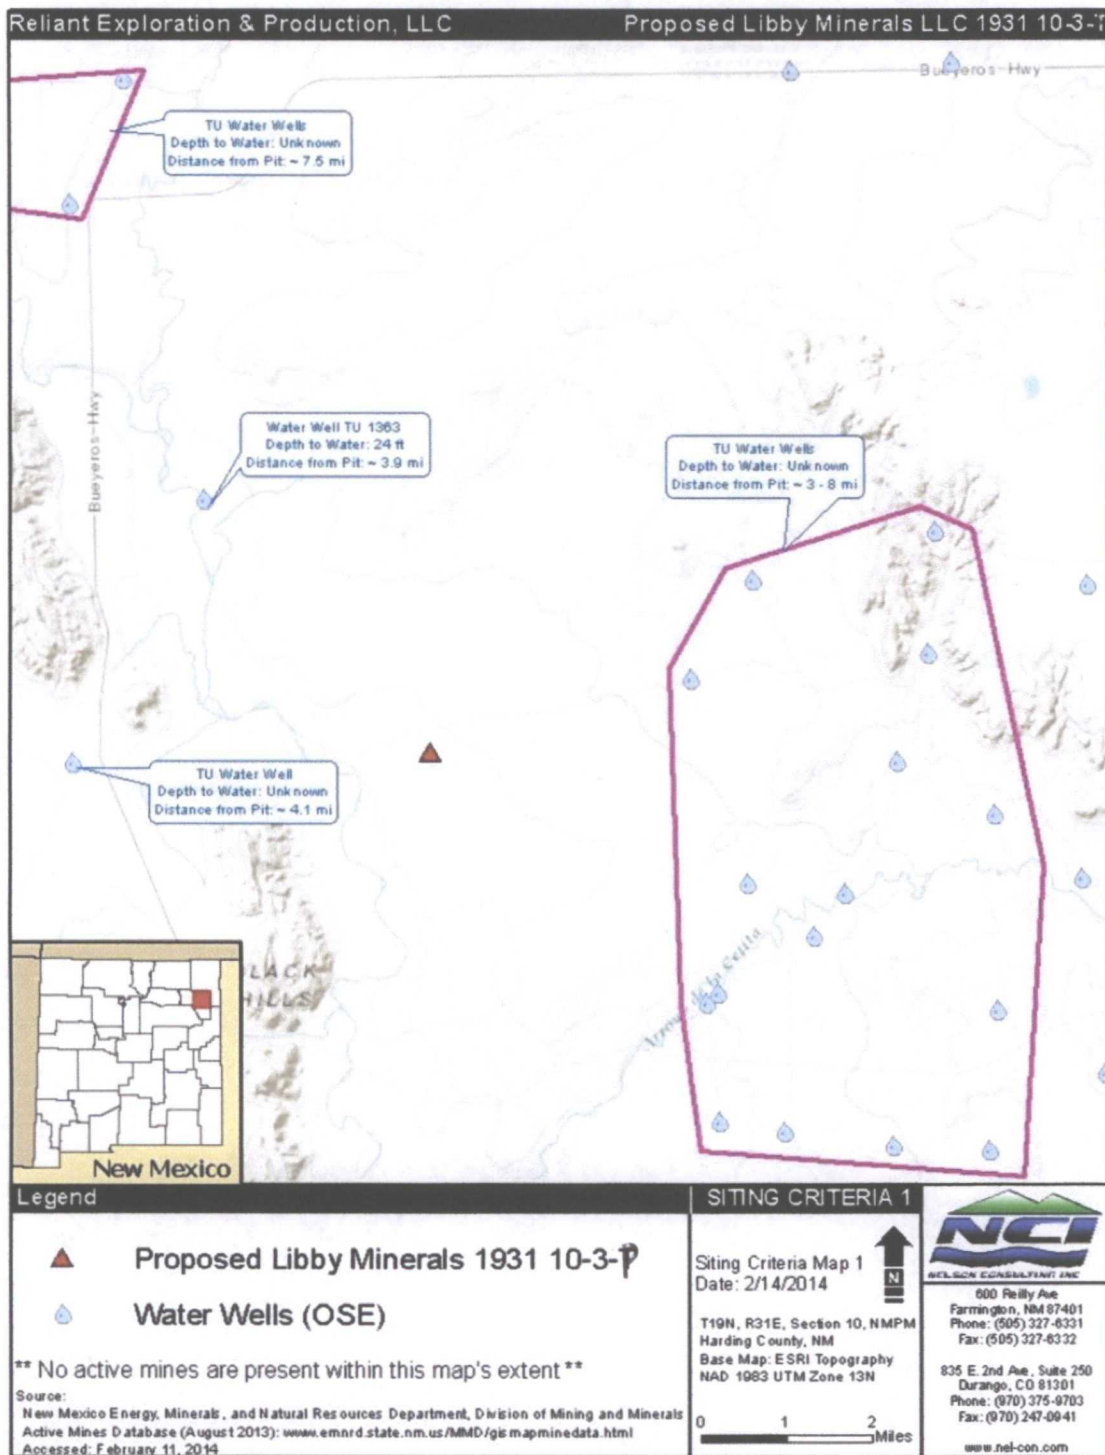 Reliant Exploration & Production, LLC
Proposed Libby Minerals LLC 1931 10-3-
Bueyeros-Hwy
TU Water Wells
Depth to Water: Unknown
Distance from Pit: ~ 7.5 mi
Bueyeros-Hwy
Water Well TU 1363
Depth to Water: 24 ft
Distance from Pit: ~ 3.9 mi
TU Water Wells
Depth to Water: Unknown
Distance from Pit: ~ 3 - 8 mi
TU Water Well
Depth to Water: Unknown
Distance from Pit: ~ 4.1 mi
LACK
HILLS
de la
New Mexico
Legend
Proposed Libby Minerals 1931 10-3-P
Water Wells (OSE)
** No active mines are present within this map's extent **
Source:
New Mexico Energy, Minerals, and Natural Resources Department, Division of Mining and Minerals
Active Mines Database (August 2013): www.emnrd.state.nm.us/MMD/gismapminedata.html
Accessed: February 11, 2014
SITING CRITERIA 1
Siting Criteria Map 1
Date: 2/14/2014
N
T19N, R31E, Section 10, NMPM
Harding County, NM
Base Map: ESRI Topography
NAD 1983 UTM Zone 13N
0 1 2
Miles
NCI
NELSON CONSULTING INC
600 Reilly Ave
Farmington, NM 87401
Phone: (505) 327-6331
Fax: (505) 327-6332
835 E. 2nd Ave, Suite 250
Durango, CO 81301
Phone: (970) 375-9703
Fax: (970) 247-0941
www.nel-con.com